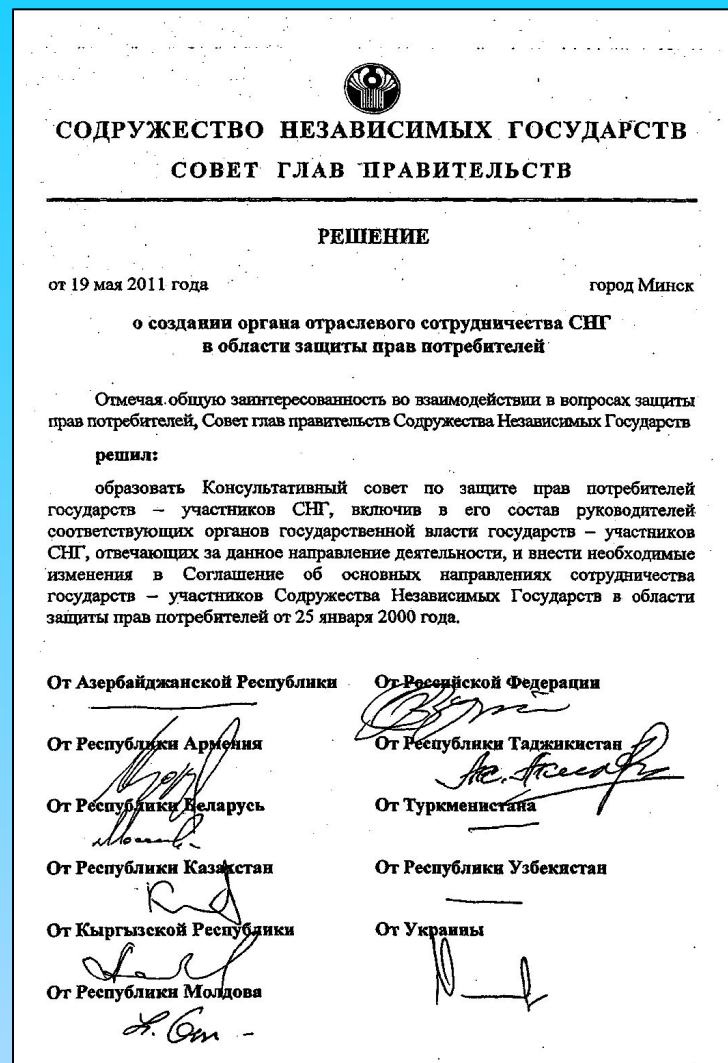 СОДРУЖЕСТВО НЕЗАВИСИМЫХ ГОСУДАРСТВ
СОВЕТ ГЛАВ ПРАВИТЕЛЬСТВ
РЕШЕНИЕ
от 19 мая 2011 года город Минск
о создании органа отраслевого сотрудничества СНГ
в области защиты прав потребителей
Отмечая общую заинтересованность во взаимодействии в вопросах защиты
прав потребителей, Совет глав правительств Содружества Независимых Государств
решил:
образовать Консультативный совет по защите прав потребителей
государств – участников СНГ, включив в его состав руководителей
соответствующих органов государственной власти государств – участников
СНГ, отвечающих за данное направление деятельности, и внести необходимые
изменения в Соглашение об основных направлениях сотрудничества
государств – участников Содружества Независимых Государств в области
защиты прав потребителей от 25 января 2000 года.
От Азербайджанской Республики От Российской Федерации
От Республики Армения От Республики Таджикистан
От Республики Беларусь От Туркменистана
От Республики Казахстан От Республики Узбекистан
От Кыргызской Республики От Украины
От Республики Молдова